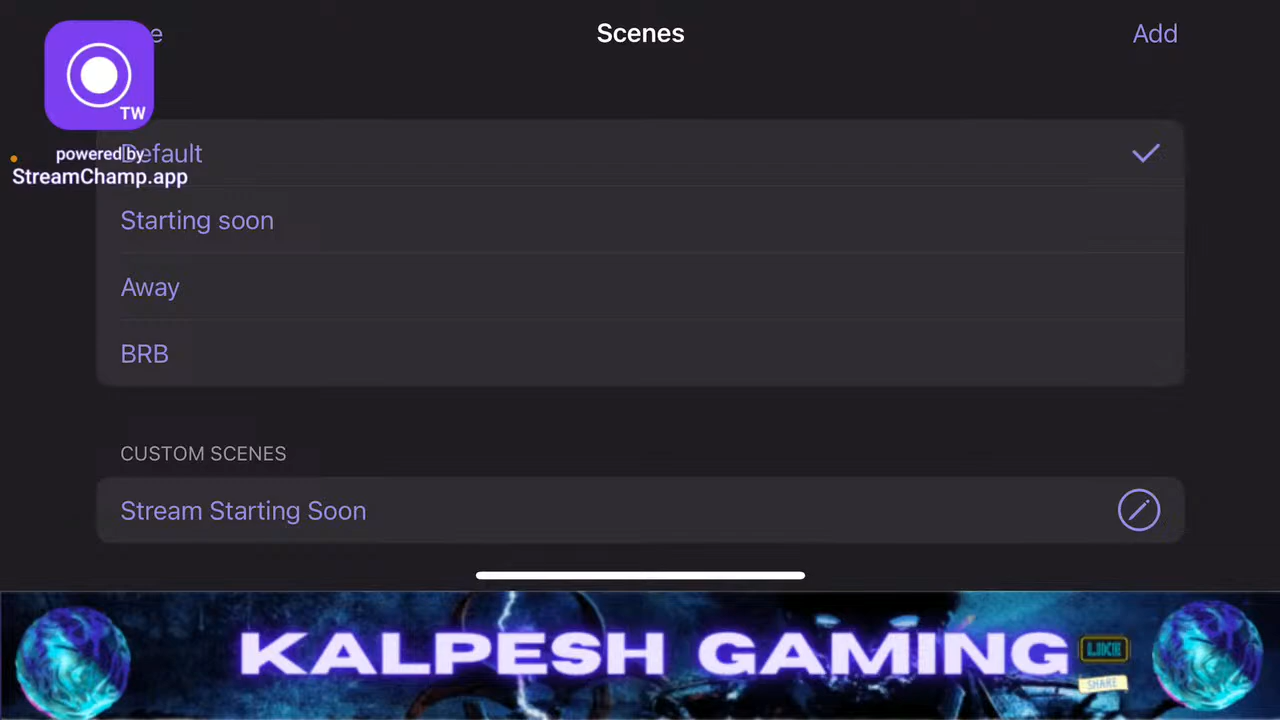 Scenes
Add
TW
powered by
StreamChamp.app
Default
Starting soon
Away
BRB
CUSTOM SCENES
Stream Starting Soon
KALPESH GAMING
LIKE
SHARE